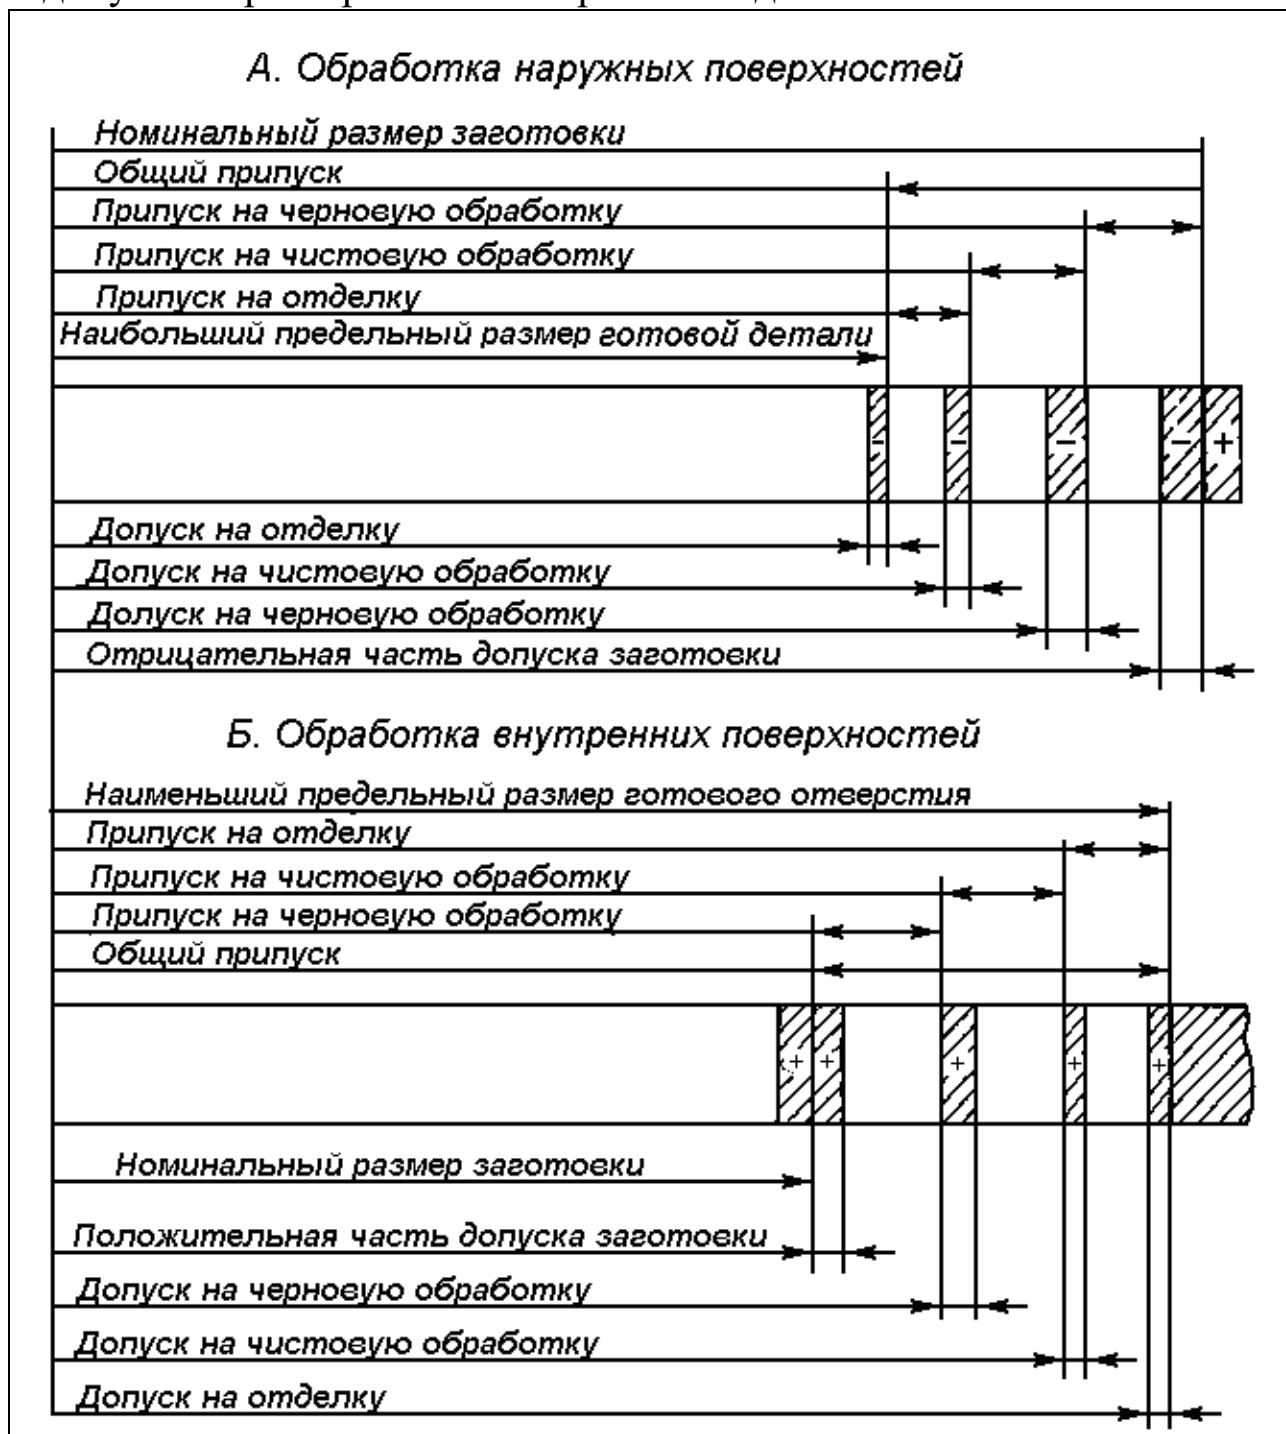 А. Обработка наружных поверхностей
Номинальный размер заготовки
Общий припуск
Припуск на черновую обработку
Припуск на чистовую обработку
Припуск на отделку
Наибольший предельный размер готовой детали
- - - - +
Допуск на отделку
Допуск на чистовую обработку
Долуск на черновую обработку
Отрицательная часть допуска заготовки
Б. Обработка внутренних поверхностей
Наименьший предельный размер готового отверстия
Припуск на отделку
Припуск на чистовую обработку
Припуск на черновую обработку
Общий припуск
+ + + + +
Номинальный размер заготовки
Положительная часть допуска заготовки
Допуск на черновую обработку
Допуск на чистовую обработку
Допуск на отделку